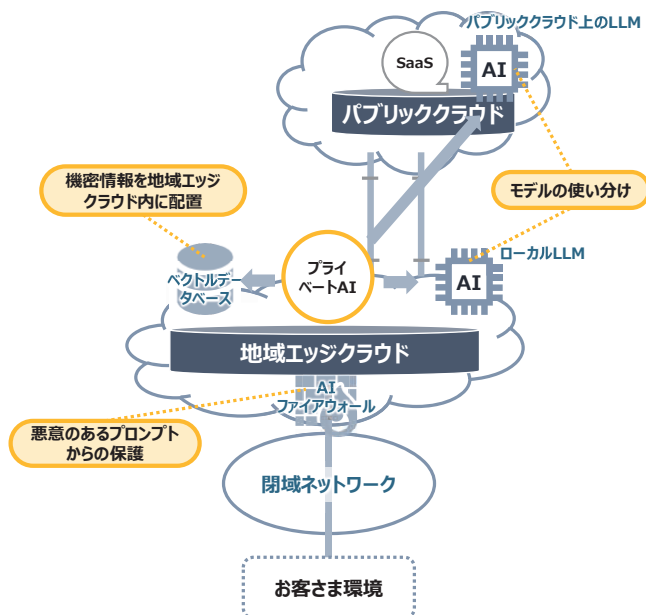 パブリッククラウド上のLLM
SaaS
AI
パブリッククラウド
機密情報を地域エッジ
クラウド内に配置
モデルの使い分け
プライ
ベートAI
ローカルLLM
AI
ベクトルデー
タベース
地域エッジクラウド
AI
ファイアウォール
悪意のあるプロンプト
からの保護
閉域ネットワーク
お客さま環境